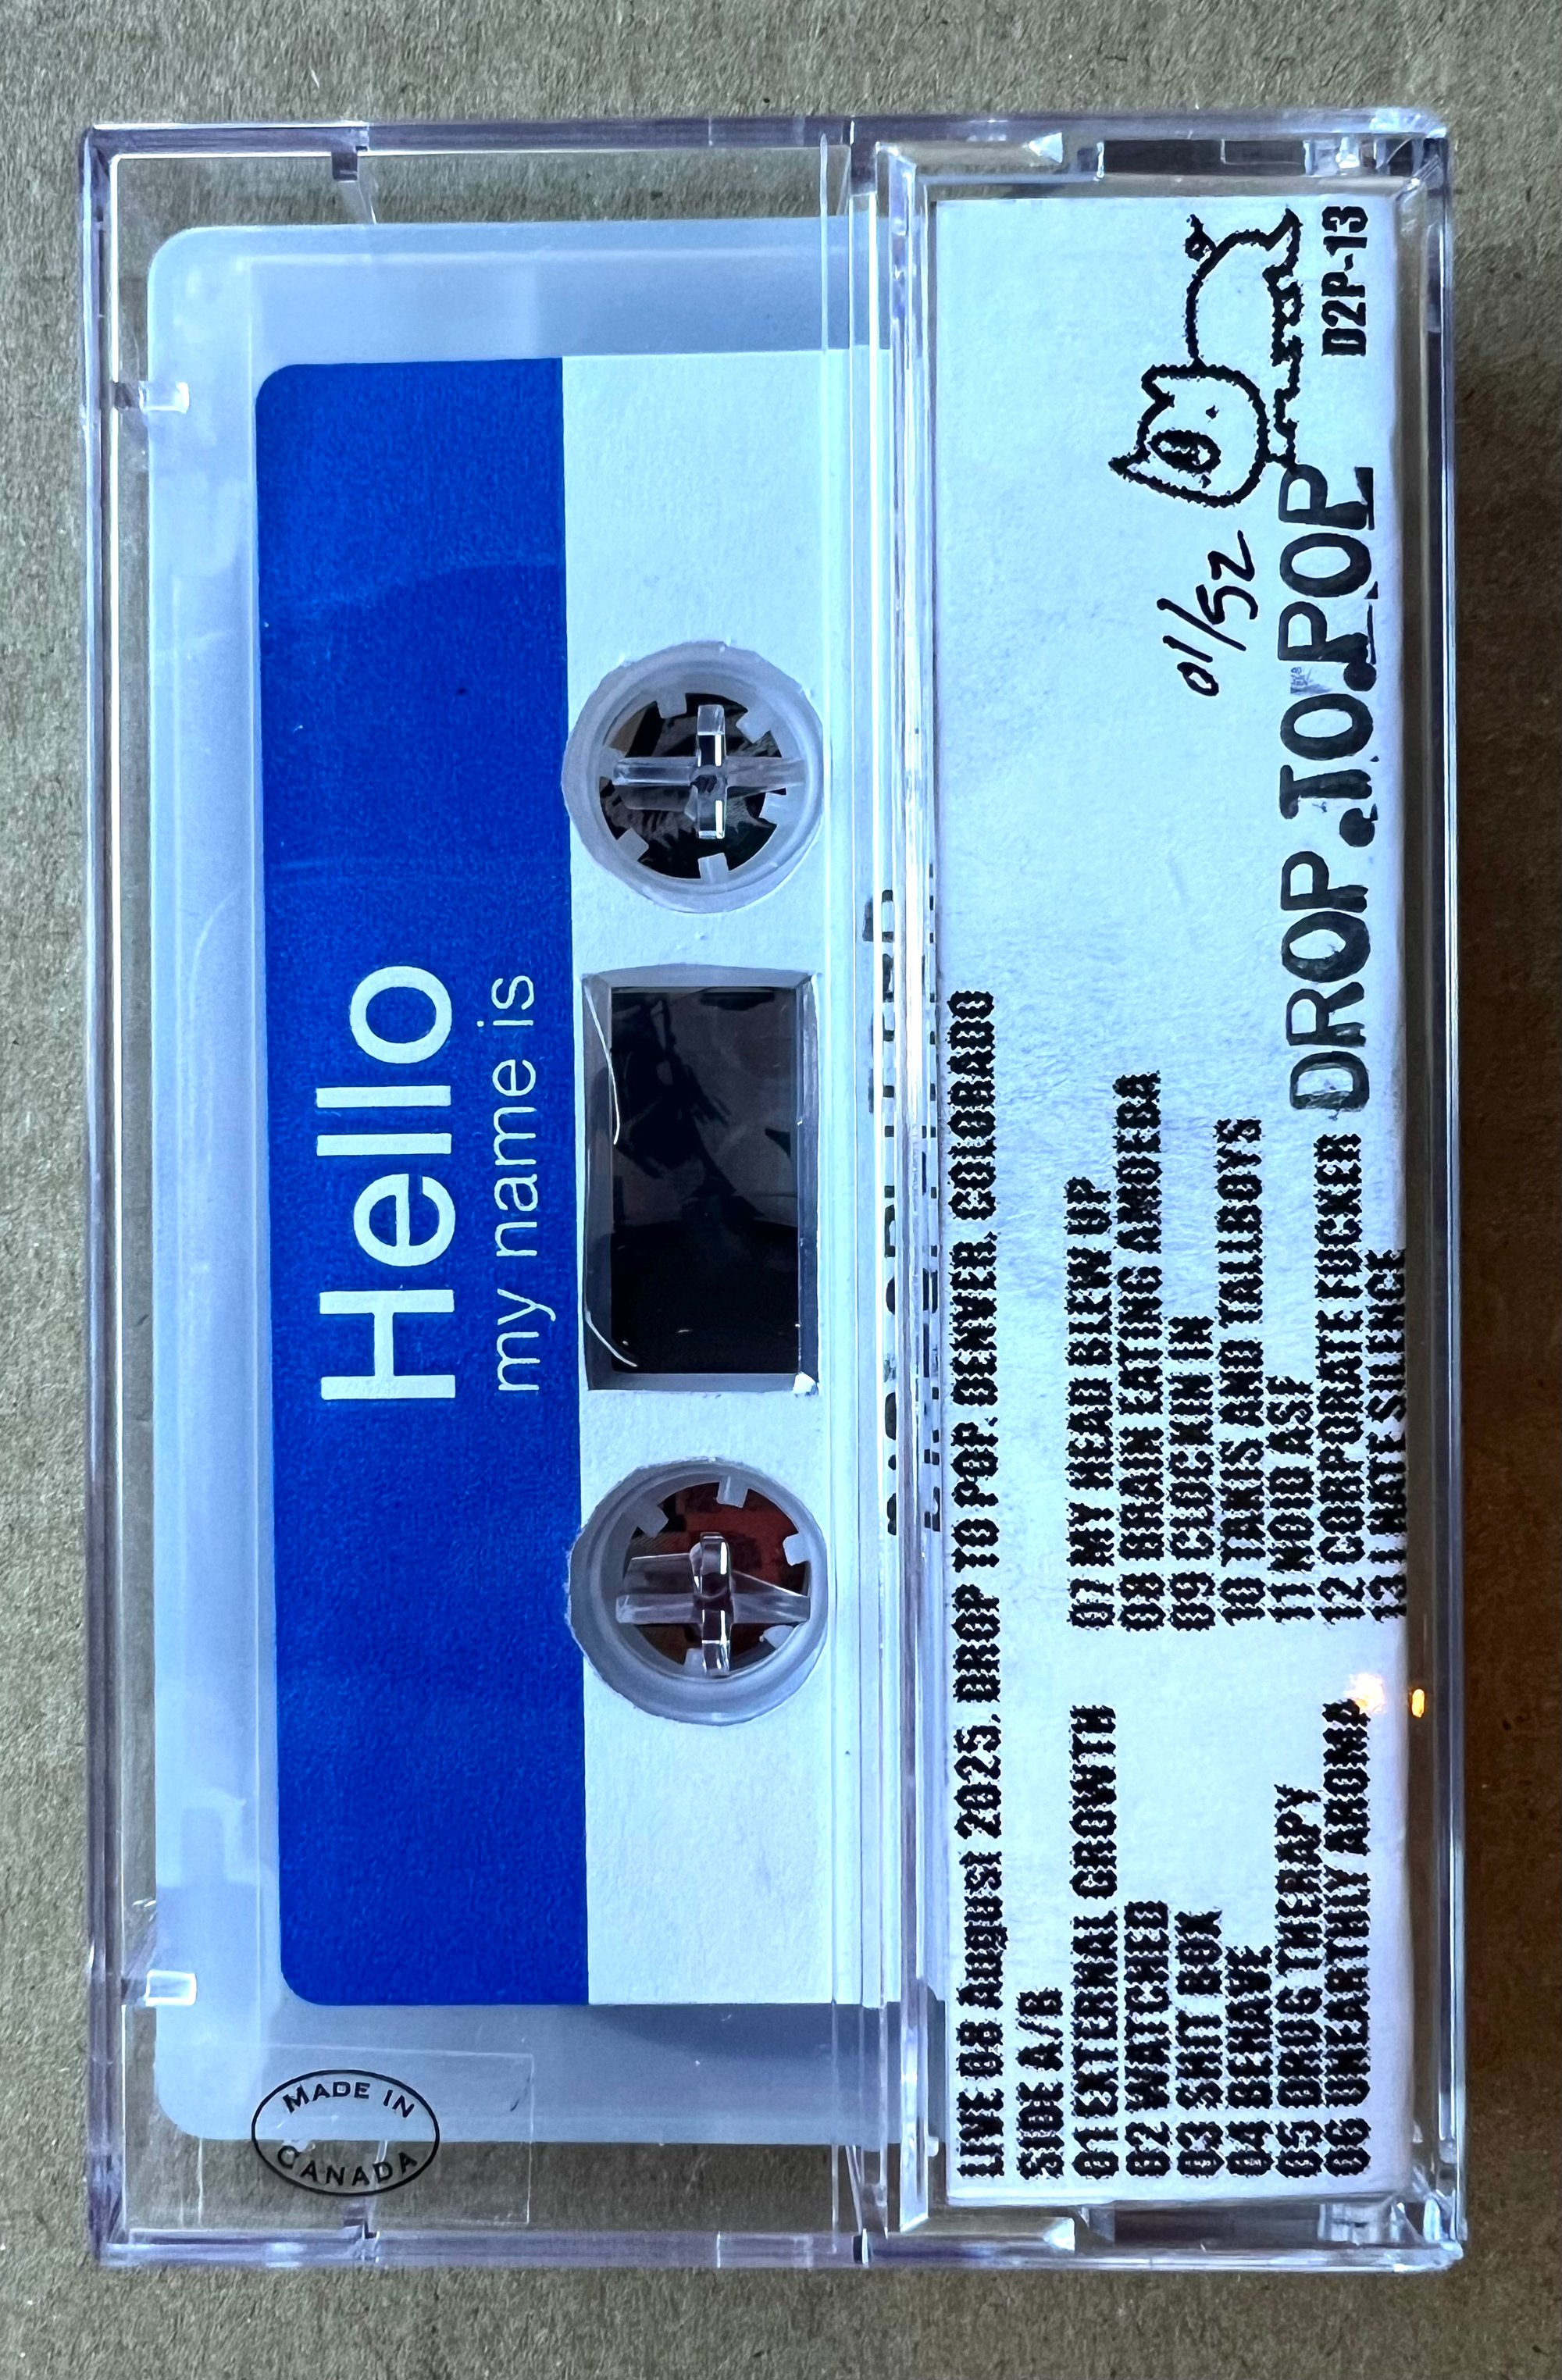 Hello
my name is
MADE IN
CANADA
LIVE 08 August 2025, DROP TO POP, DENVER, COLORADO
SIDE A/B
01 EXTERNAL GROWTH
02 WATCHED
03 SHIT BOX
04 BEHAVE
05 DRUG THERAPY
06 UNEARTHLY AROMA
07 MY HEAD BLEW UP
08 BRAIN EATING AMOEBA
09 CLOCKIN IN
10 TAKIS AND TALLBOYS
11 NOID ASF
12 CORPORATE FUCKER
13 I HATE SILENCE
01/52
DROP.TO.POP
D2P-13